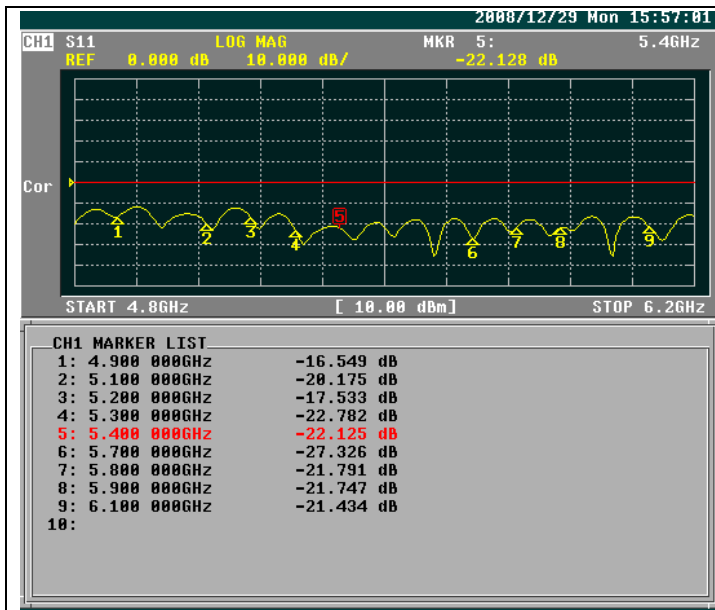 2008/12/29 Mon 15:57:01
CH1 S11 LOG MAG MKR 5: 5.4GHz
REF 0.000 dB 10.000 dB/ -22.128 dB
Cor
5
1 2 3 4 6 7 8 9
START 4.8GHz [ 10.00 dBm] STOP 6.2GHz
CH1 MARKER LIST
1: 4.900 000GHz -16.549 dB
2: 5.100 000GHz -20.175 dB
3: 5.200 000GHz -17.533 dB
4: 5.300 000GHz -22.782 dB
5: 5.400 000GHz -22.125 dB
6: 5.700 000GHz -27.326 dB
7: 5.800 000GHz -21.791 dB
8: 5.900 000GHz -21.747 dB
9: 6.100 000GHz -21.434 dB
10: